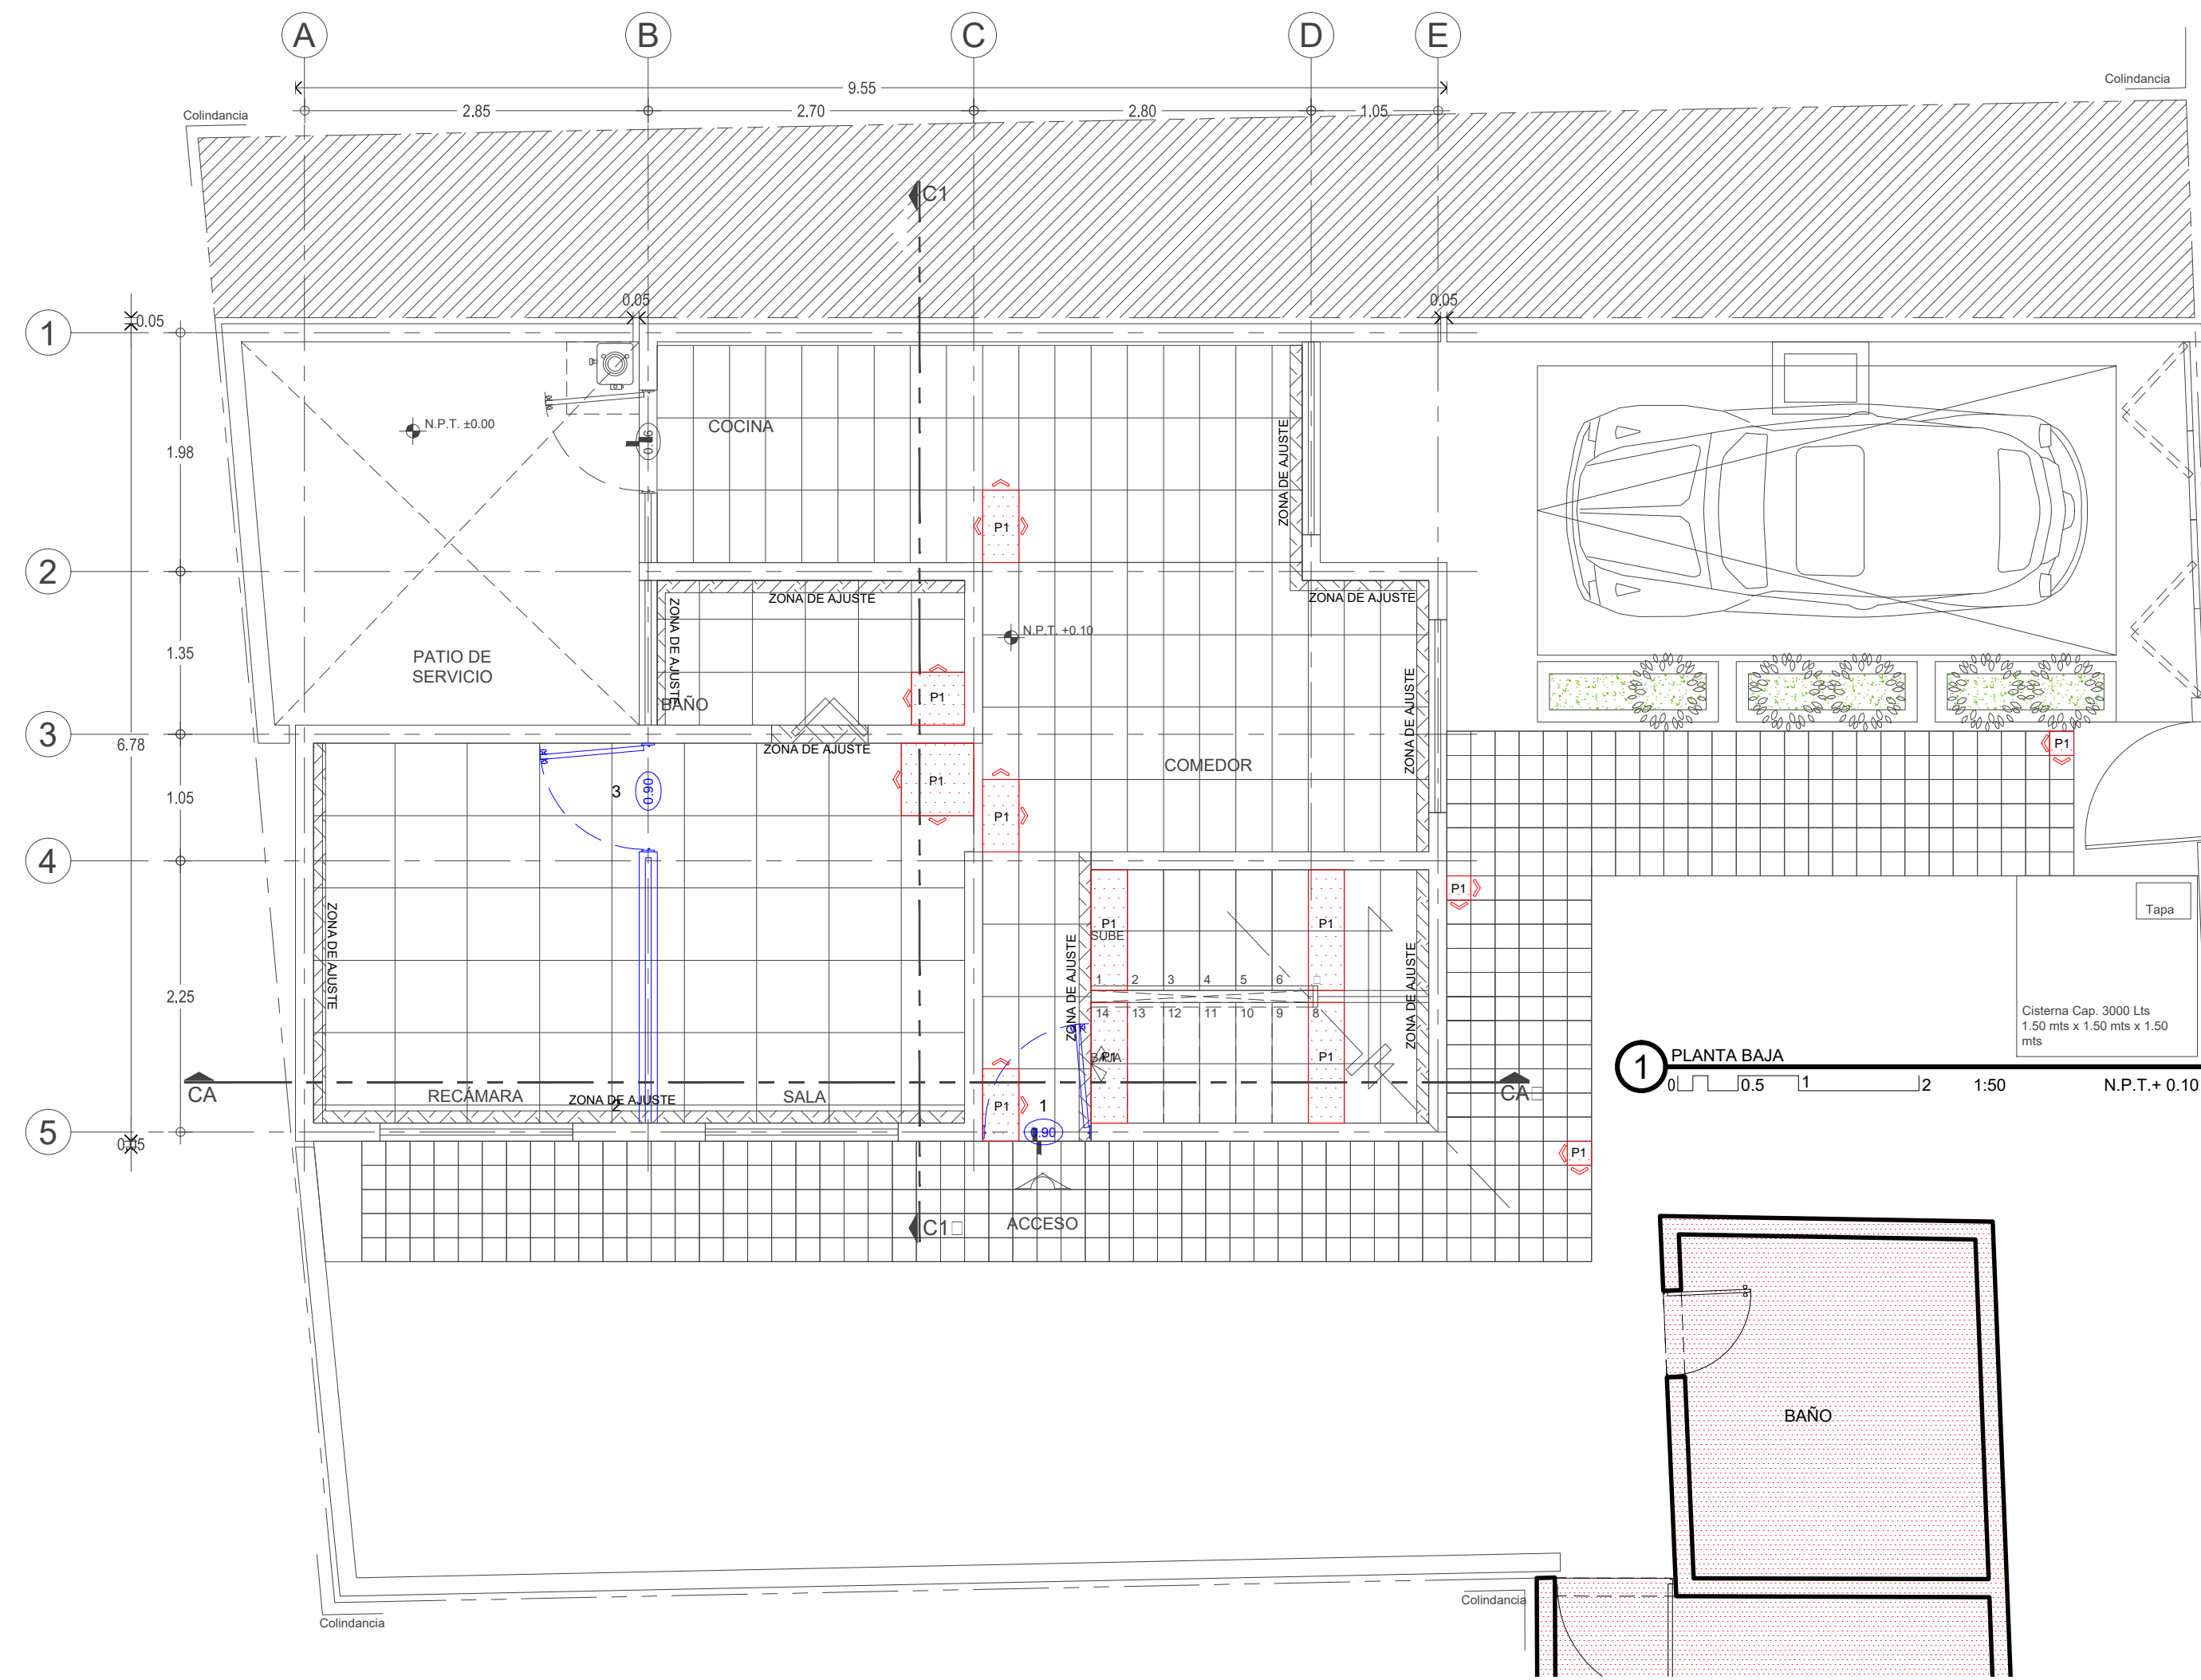 A
B
C
D
E
Colindancia
9.55
2.85
2.70
2.80
1.05
Colindancia
C1
0.05
0.05
0.05
1
N.P.T. ±0.00
COCINA
ZONA DE AJUSTE
1.98
P1
2
ZONA DE AJUSTE
ZONA DE AJUSTE
ZONA DE AJUSTE
N.P.T. +0.10
1.35
PATIO DE
SERVICIO
P1
BAÑO
ZONA DE AJUSTE
3
6.78
ZONA DE AJUSTE
P1
COMEDOR
P1
3
0.90
1.05
P1
4
P1
Tapa
ZONA DE AJUSTE
P1
SUBE
P1
ZONA DE AJUSTE
ZONA DE AJUSTE
1 2 3 4 5 6
2.25
14 13 12 11 10 9 8
Cisterna Cap. 3000 Lts
1.50 mts x 1.50 mts x 1.50
mts
BAJA
P1
P1
1 PLANTA BAJA
0 0.5 1 2 1:50 N.P.T.+ 0.10
CA
RECÁMARA
ZONA DE AJUSTE
2
SALA
P1
1
CA
5
0.90
0.05
P1
C1
ACCESO
BAÑO
Colindancia
Colindancia